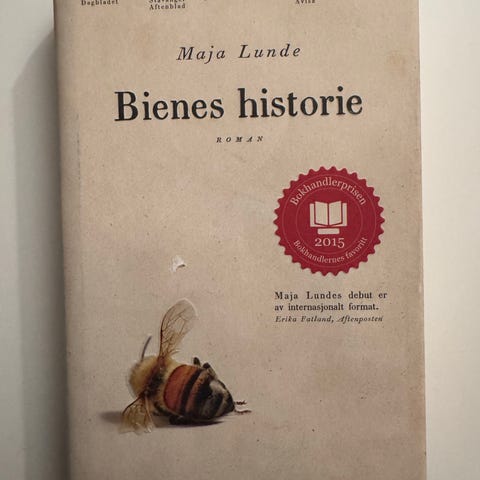 Dagbladet
Stavanger
Aftenblad
Avisa
Maja Lunde
Bienes historie
ROMAN
Bokhandlerprisen
2015
Bokhandlernes favoritt
Maja Lundes debut er
av internasjonalt format.
Erika Fatland, Aftenposten